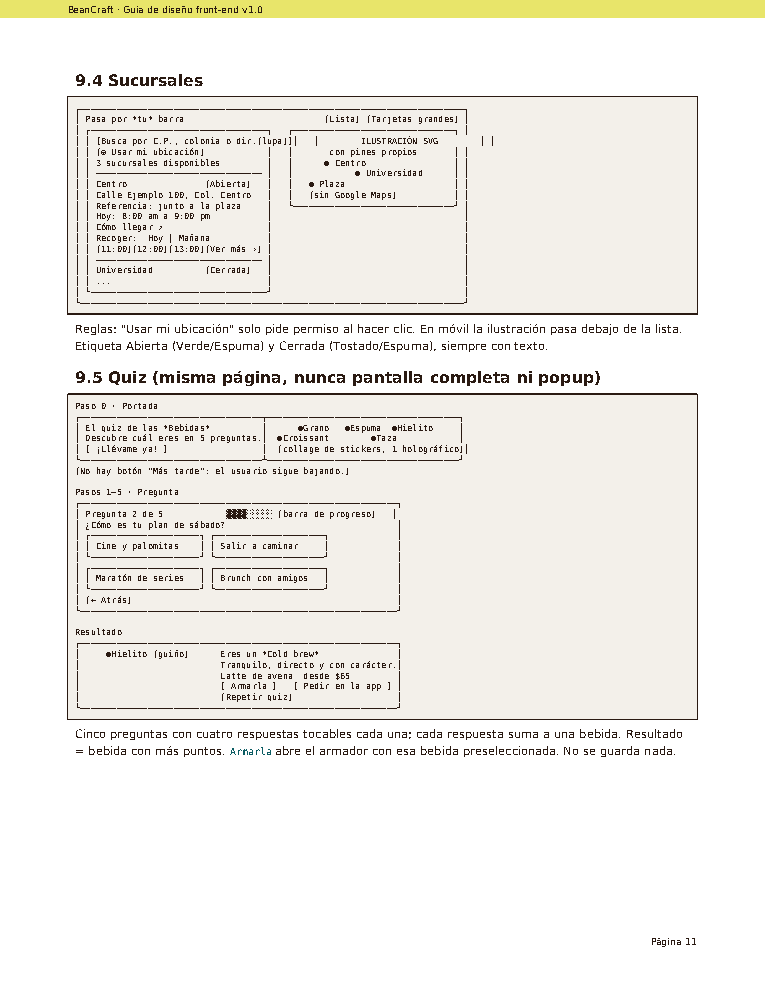 BeanCraft · Guía de diseño front-end v1.0
9.4 Sucursales
Pasa por *tu* barra [Lista] [Tarjetas grandes]
[Busca por C.P., colonia o dir.[lupa]] ILUSTRACIÓN SVG
[⊕ Usar mi ubicación] con pines propios
3 sucursales disponibles ● Centro
● Universidad
Centro [Abierta] ● Plaza
Calle Ejemplo 100, Col. Centro [sin Google Maps]
Referencia: junto a la plaza
Hoy: 8:00 am a 9:00 pm
Cómo llegar ↗
Recoger: Hoy | Mañana
[11:00][12:00][13:00][Ver más ›]
Universidad [Cerrada]
...
Reglas: "Usar mi ubicación" solo pide permiso al hacer clic. En móvil la ilustración pasa debajo de la lista.
Etiqueta Abierta (Verde/Espuma) y Cerrada (Tostado/Espuma), siempre con texto.
9.5 Quiz (misma página, nunca pantalla completa ni popup)
Paso 0 · Portada
El quiz de las *Bebidas* ●Grano ●Espuma ●Hielito
Descubre cuál eres en 5 preguntas. ●Croissant ●Taza
[ ¡Llévame ya! ] [collage de stickers, 1 holográfico]
[No hay botón "Más tarde": el usuario sigue bajando.]
Pasos 1–5 · Pregunta
Pregunta 2 de 5 ▓▓▓▓░░░░░ [barra de progreso]
¿Cómo es tu plan de sábado?
Cine y palomitas Salir a caminar
Maratón de series Brunch con amigos
[← Atrás]
Resultado
●Hielito [guiño] Eres un *Cold brew*
Tranquilo, directo y con carácter.
Latte de avena desde $65
[ Armarla ] [ Pedir en la app ]
[Repetir quiz]
Cinco preguntas con cuatro respuestas tocables cada una; cada respuesta suma a una bebida. Resultado
= bebida con más puntos. Armarla abre el armador con esa bebida preseleccionada. No se guarda nada.
Página 11